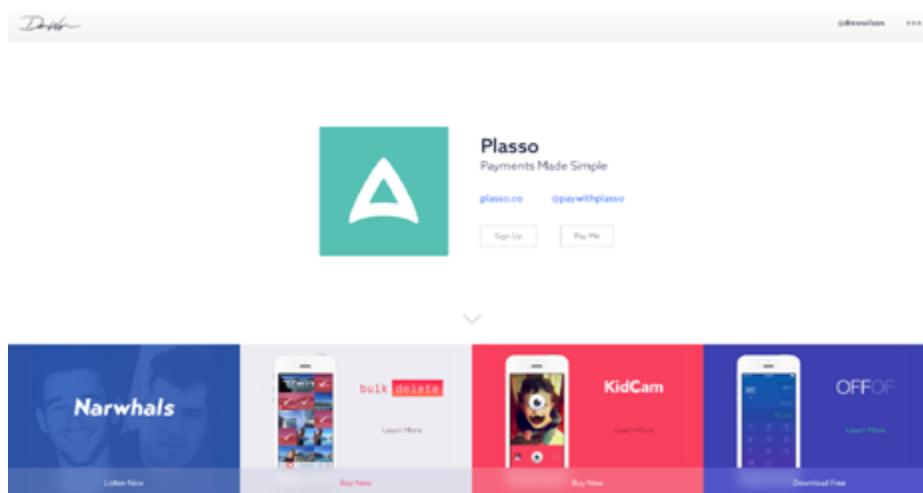 @drewwilson
Plasso
Payments Made Simple
plasso.co @paywithplasso
Sign Up Pay Me
Narwhals
Listen Now
bulk delete
Learn More
Buy Now
KidCam
Learn More
Buy Now
OFFOF
Learn More
Download Free